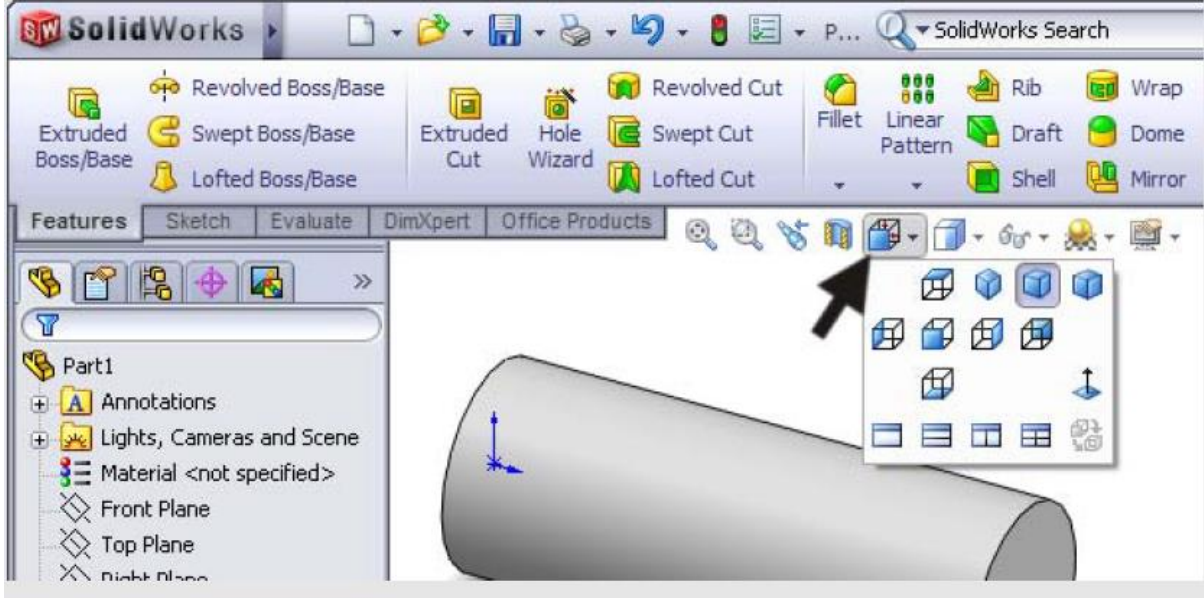 SolidWorks P... SolidWorks Search
Extruded Boss/Base
Revolved Boss/Base
Swept Boss/Base
Lofted Boss/Base
Extruded Cut
Hole Wizard
Revolved Cut
Swept Cut
Lofted Cut
Fillet
Linear Pattern
Rib
Draft
Shell
Wrap
Dome
Mirror
Features Sketch Evaluate DimXpert Office Products
Part1
Annotations
Lights, Cameras and Scene
Material <not specified>
Front Plane
Top Plane
Right Plane